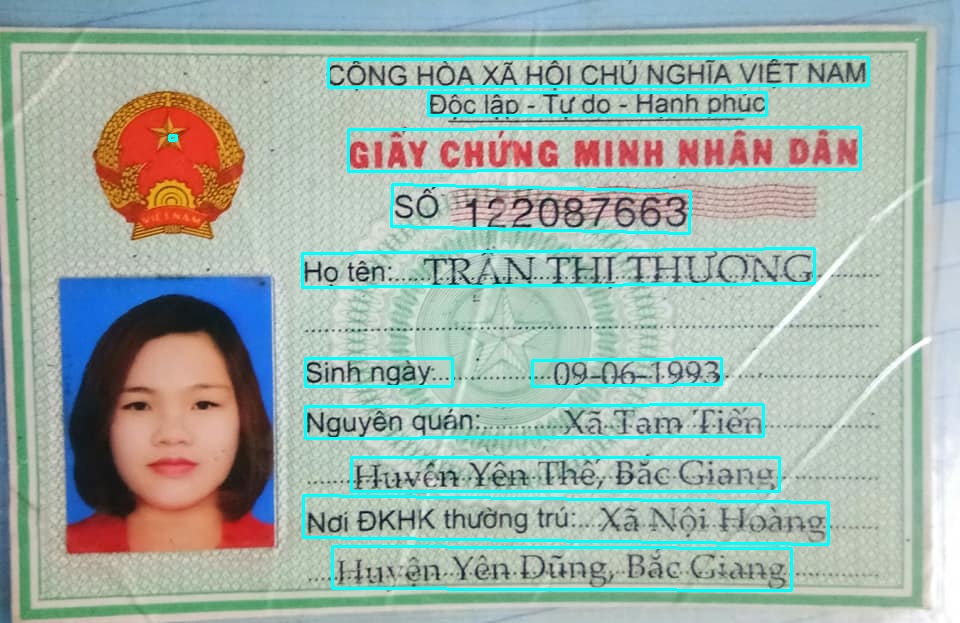 CỘNG HÒA XÃ HỘI CHỦ NGHĨA VIỆT NAM
Độc lập - Tự do - Hạnh phúc
GIẤY CHỨNG MINH NHÂN DÂN
SỐ 122087663
Họ tên: TRẦN THỊ THƯƠNG
Sinh ngày: 09-06-1993
Nguyên quán: Xã Tam Tiến
Huyện Yên Thế, Bắc Giang
Nơi ĐKHK thường trú: Xã Nội Hoàng
Huyện Yên Dũng, Bắc Giang
VIỆT NAM